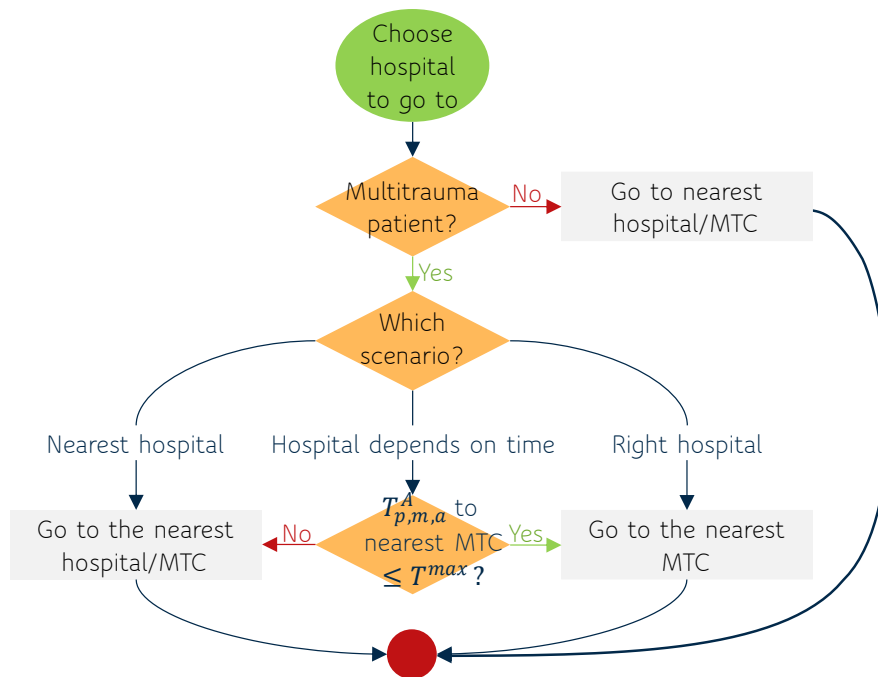 Choose
hospital
to go to
Multitrauma
patient?
No
Go to nearest
hospital/MTC
Yes
Which
scenario?
Nearest hospital
Hospital depends on time
Right hospital
Go to the nearest
hospital/MTC
No
$T_{p,m,a}^{A}$ to
nearest MTC
$\leq T^{max}$?
Yes
Go to the nearest
MTC